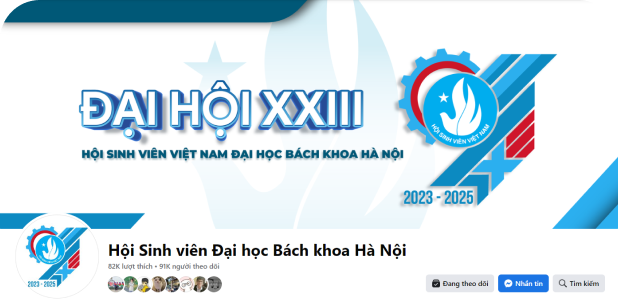 ĐẠI HỘI XXIII
HỘI SINH VIÊN VIỆT NAM ĐẠI HỌC BÁCH KHOA HÀ NỘI
HỘI SINH VIÊN VIỆT NAM
2023 - 2025
2023 - 2025
Hội Sinh viên Đại học Bách khoa Hà Nội
82K lượt thích • 91K người theo dõi
Đang theo dõi
Nhắn tin
Tìm kiếm